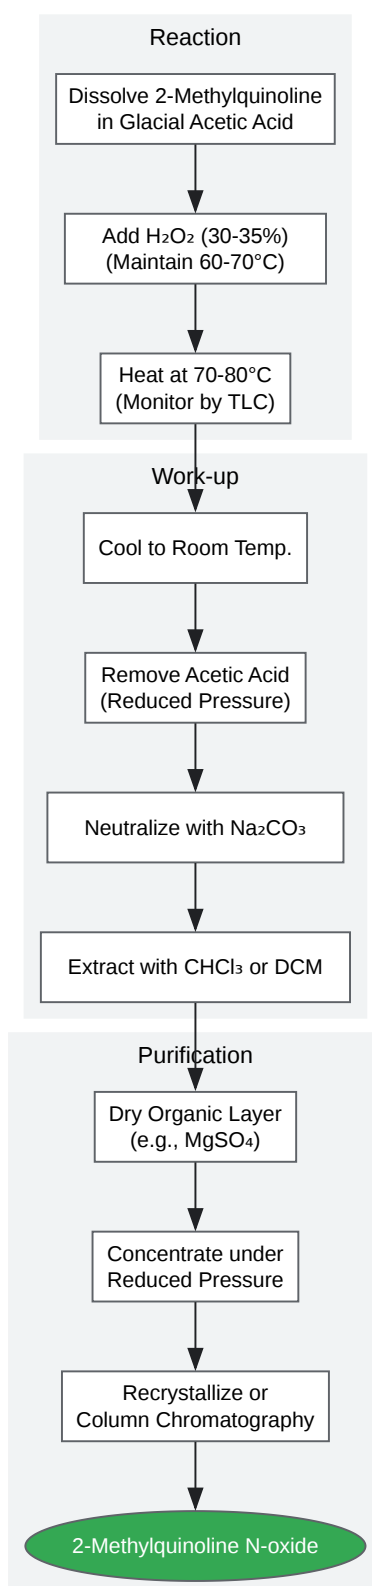 Reaction
Dissolve 2-Methylquinoline
in Glacial Acetic Acid
Add H₂O₂ (30-35%)
(Maintain 60-70°C)
Heat at 70-80°C
(Monitor by TLC)
Work-up
Cool to Room Temp.
Remove Acetic Acid
(Reduced Pressure)
Neutralize with Na₂CO₃
Extract with CHCl₃ or DCM
Purification
Dry Organic Layer
(e.g., MgSO₄)
Concentrate under
Reduced Pressure
Recrystallize or
Column Chromatography
2-Methylquinoline N-oxide